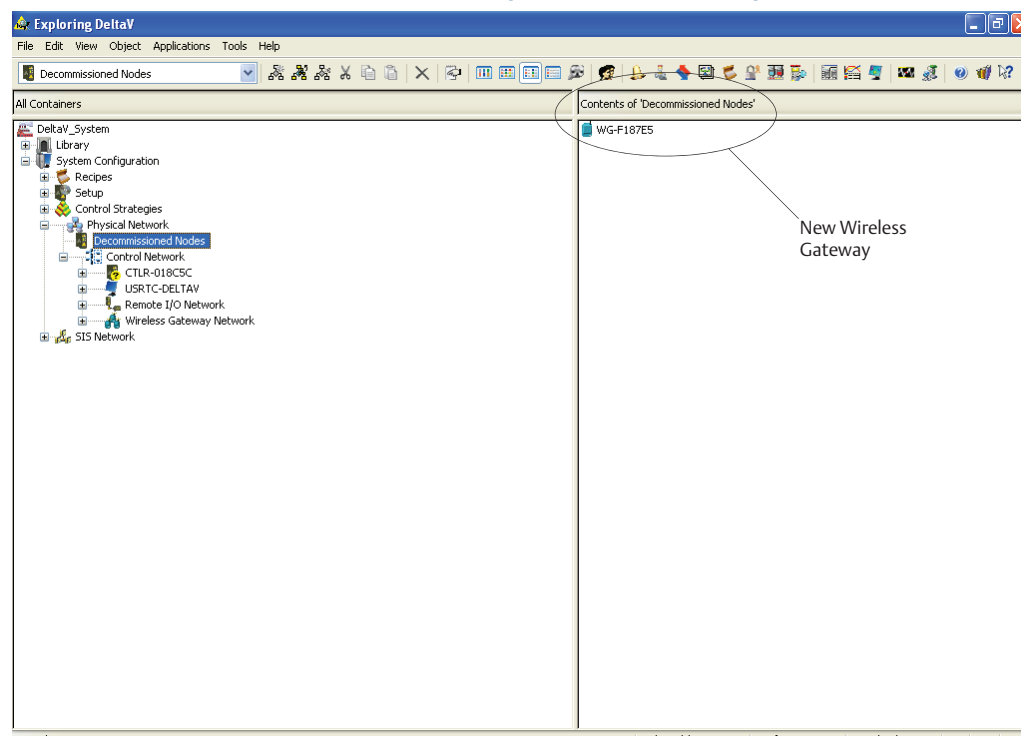 Exploring DeltaV
File Edit View Object Applications Tools Help
Decommissioned Nodes
All Containers
Contents of 'Decommissioned Nodes'
DeltaV_System
Library
System Configuration
Recipes
Setup
Control Strategies
Physical Network
Decommissioned Nodes
Control Network
CTLR-018C5C
USRTC-DELTAV
Remote I/O Network
Wireless Gateway Network
SIS Network
WG-F187E5
New Wireless
Gateway